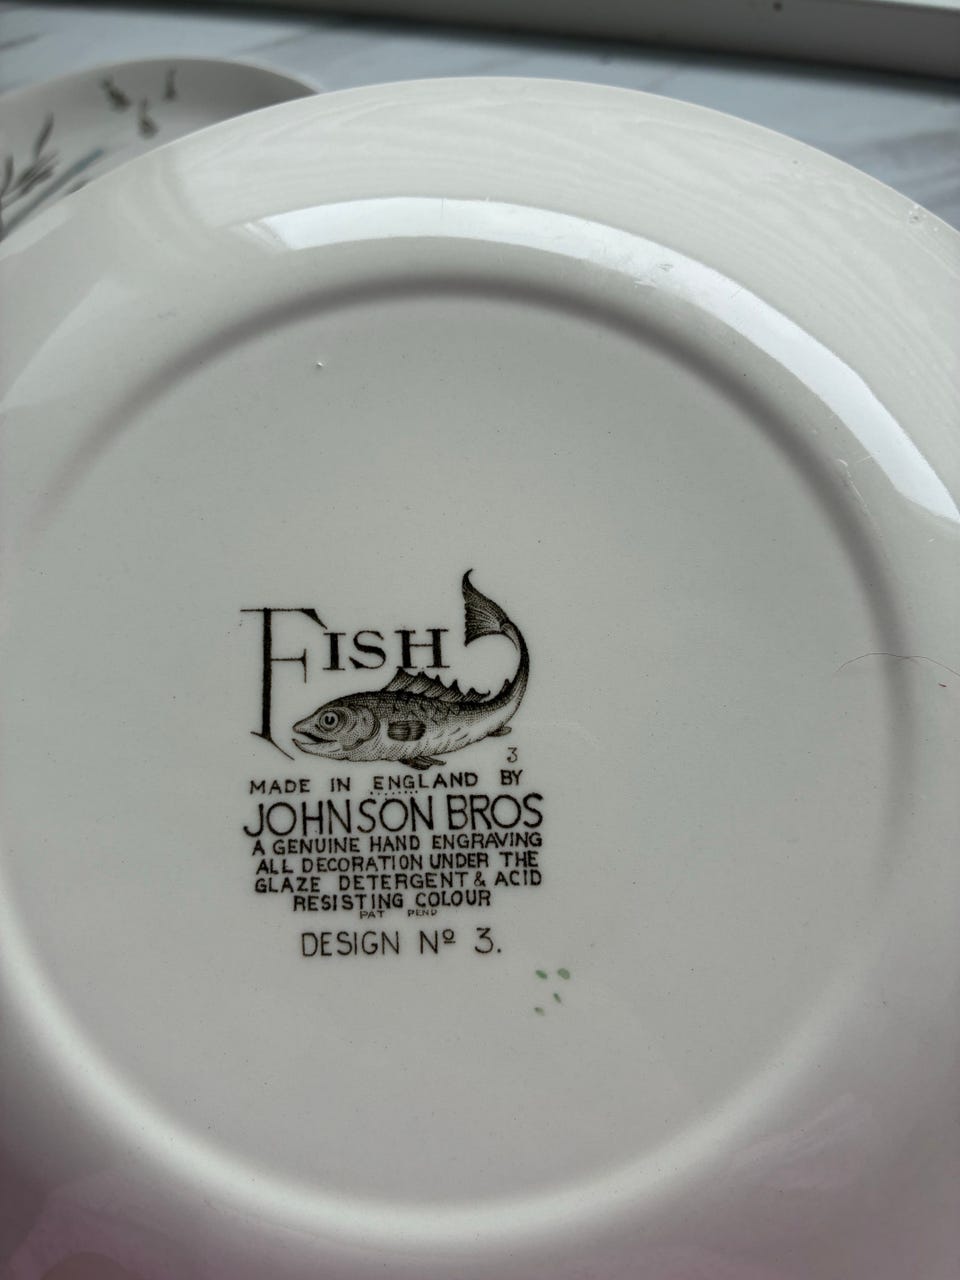 FISH
3
MADE IN ENGLAND BY
JOHNSON BROS
A GENUINE HAND ENGRAVING
ALL DECORATION UNDER THE
GLAZE DETERGENT & ACID
RESISTING COLOUR
PAT PEND
DESIGN Nº 3.